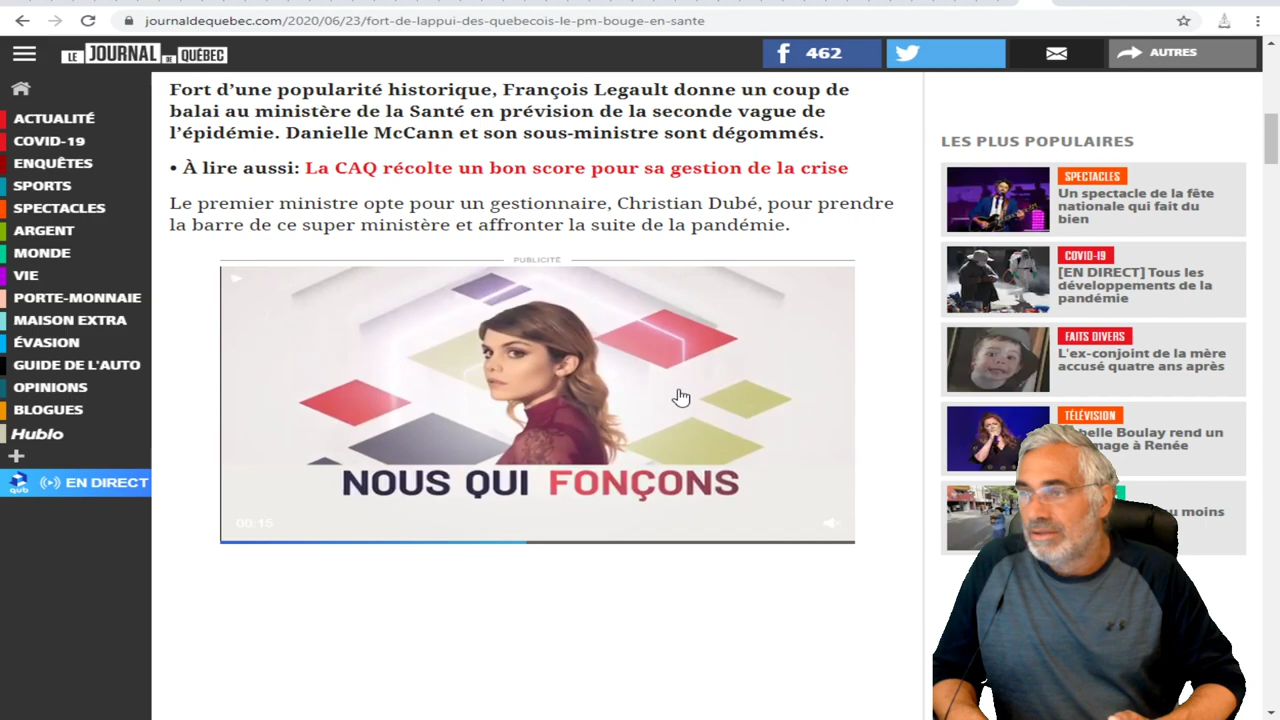 journaldequebec.com/2020/06/23/fort-de-lappui-des-quebecois-le-pm-bouge-en-sante
LE JOURNAL DE QUÉBEC
462
AUTRES
ACTUALITÉ
COVID-19
ENQUÊTES
SPORTS
SPECTACLES
ARGENT
MONDE
VIE
PORTE-MONNAIE
MAISON EXTRA
ÉVASION
GUIDE DE L'AUTO
OPINIONS
BLOGUES
Hublo
qub
EN DIRECT
Fort d’une popularité historique, François Legault donne un coup de
balai au ministère de la Santé en prévision de la seconde vague de
l’épidémie. Danielle McCann et son sous-ministre sont dégommés.
• À lire aussi: La CAQ récolte un bon score pour sa gestion de la crise
Le premier ministre opte pour un gestionnaire, Christian Dubé, pour prendre
la barre de ce super ministère et affronter la suite de la pandémie.
PUBLICITÉ
NOUS QUI FONÇONS
00:15
LES PLUS POPULAIRES
SPECTACLES
Un spectacle de la fête
nationale qui fait du
bien
COVID-19
[EN DIRECT] Tous les
développements de la
pandémie
FAITS DIVERS
L'ex-conjoint de la mère
accusé quatre ans après
TÉLÉVISION
Boulay rend un
à Renée
moins